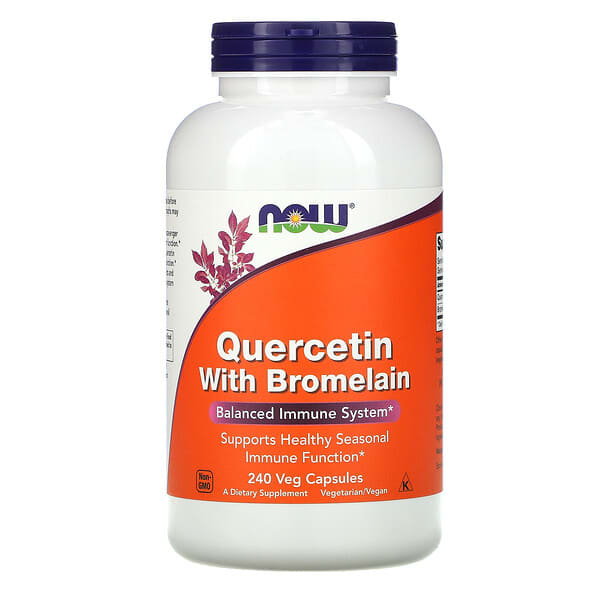 NOW®
Quercetin
With Bromelain
Balanced Immune System*
Supports Healthy Seasonal
Immune Function*
240 Veg Capsules
Non-
GMO
A Dietary Supplement Vegetarian/Vegan
K